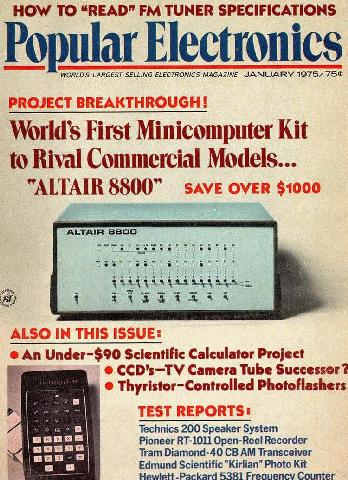 HOW TO "READ" FM TUNER SPECIFICATIONS
Popular Electronics
WORLD'S LARGEST SELLING ELECTRONICS MAGAZINE JANUARY 1975/75¢
PROJECT BREAKTHROUGH!
World's First Minicomputer Kit
to Rival Commercial Models...
"ALTAIR 8800" SAVE OVER $1000
ALTAIR 8800
ALSO IN THIS ISSUE:
• An Under-$90 Scientific Calculator Project
• CCD's—TV Camera Tube Successor?
• Thyristor-Controlled Photoflashers
TEST REPORTS:
Technics 200 Speaker System
Pioneer RT-1011 Open-Reel Recorder
Tram Diamond-40 CB AM Transceiver
Edmund Scientific "Kirlian" Photo Kit
Hewlett-Packard 5381 Frequency Counter